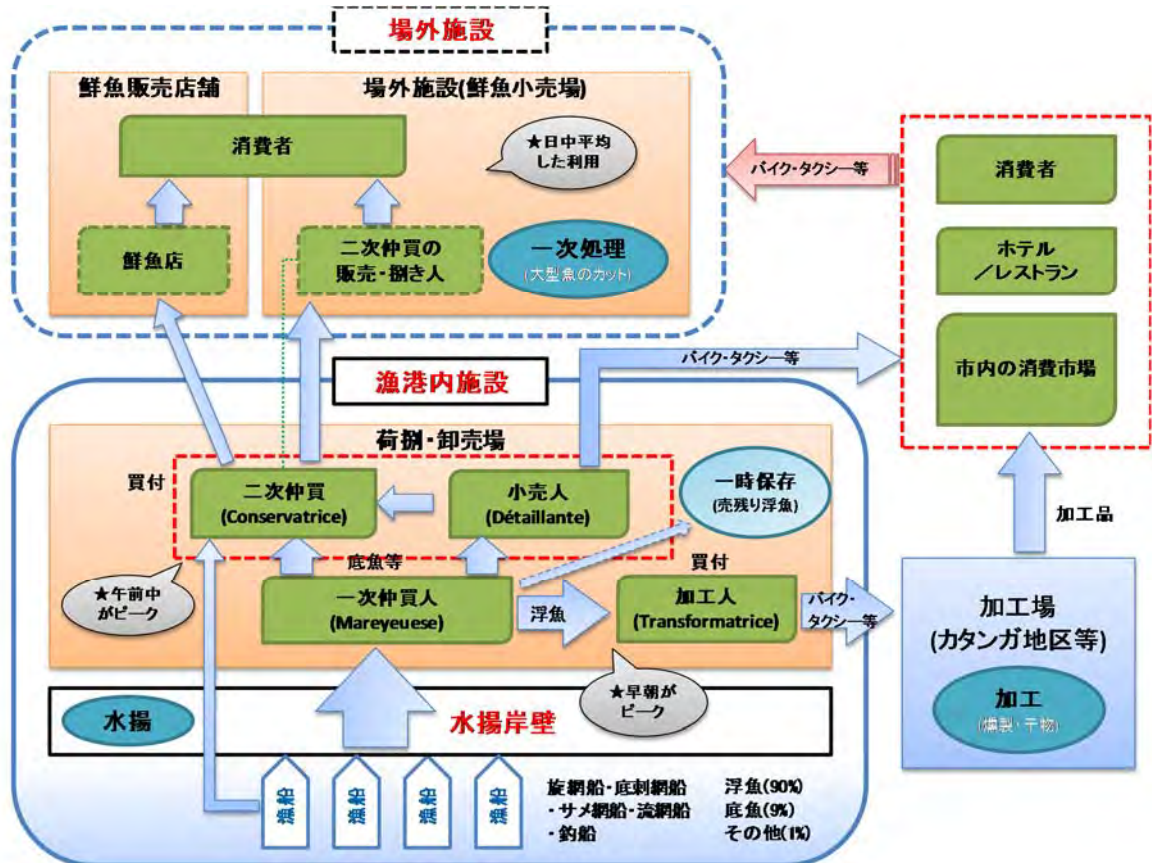 場外施設
鮮魚販売店舗
場外施設(鮮魚小売場)
消費者
★日中平均
した利用
鮮魚店
二次仲買の
販売・捌き人
一次処理
(大型魚のカット)
バイク・タクシー等
消費者
ホテル
／レストラン
市内の消費市場
バイク・タクシー等
漁港内施設
荷捌・卸売場
買付
二次仲買
(Conservatrice)
小売人
(Détaillante)
一時保存
(売残り浮魚)
加工品
★午前中
がピーク
底魚等
買付
一次仲買人
(Mareyeuese)
浮魚
加工人
(Transformatrice)
バイク・
タクシー等
加工場
(カタンガ地区等)
加工
(燻製・干物)
★早朝が
ピーク
水揚
水揚岸壁
漁船
漁船
漁船
漁船
旋網船・底刺網船
・サメ網船・流網船
・釣船
浮魚(90%)
底魚(9%)
その他(1%)